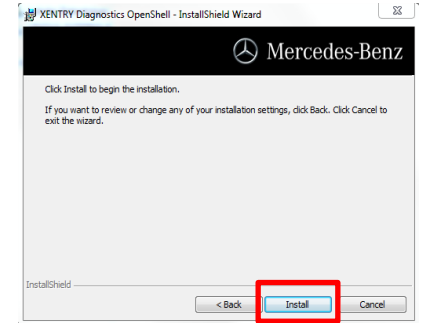 XENTRY Diagnostics OpenShell - InstallShield Wizard
Mercedes-Benz
Click Install to begin the installation.
If you want to review or change any of your installation settings, click Back. Click Cancel to
exit the wizard.
InstallShield
< Back Install Cancel